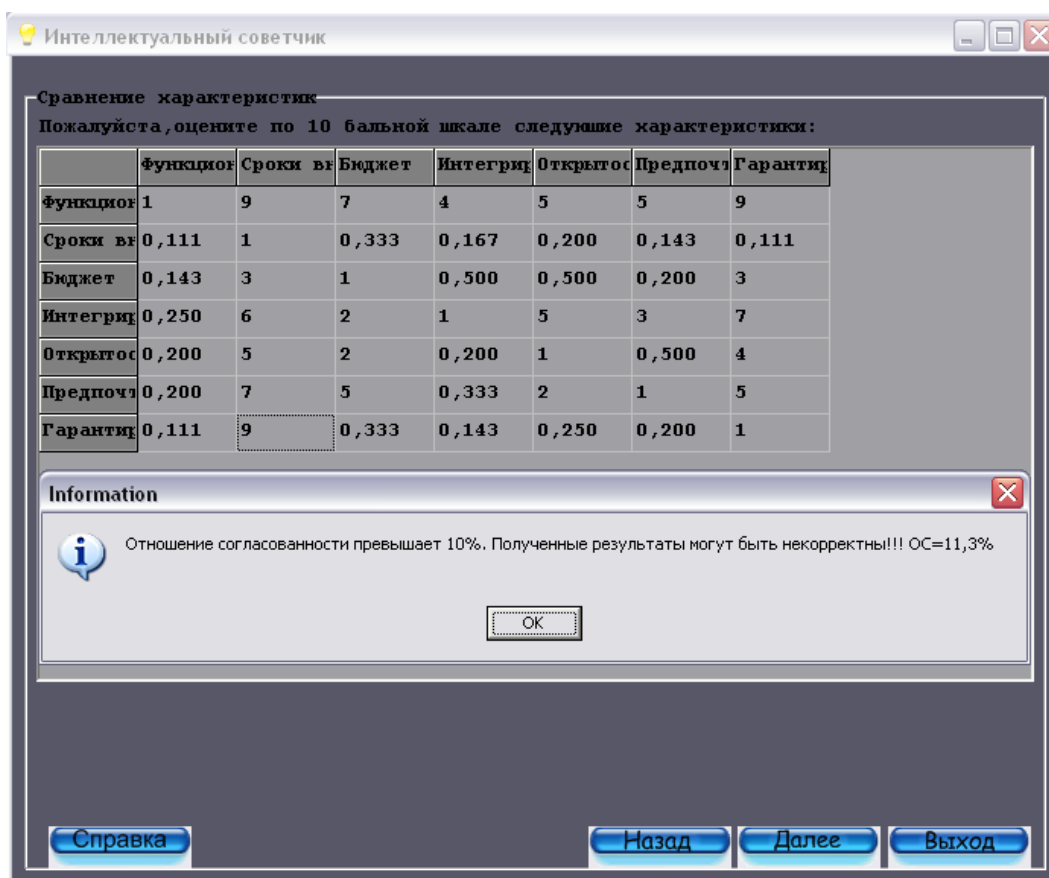 Интеллектуальный советчик
Сравнение характеристик
Пожалуйста,оцените по 10 бальной шкале следующие характеристики:
Функцион Сроки вн Бюджет Интегрир Открытос Предпочт Гарантир
Функцион 1 9 7 4 5 5 9
Сроки вн 0,111 1 0,333 0,167 0,200 0,143 0,111
Бюджет 0,143 3 1 0,500 0,500 0,200 3
Интегрир 0,250 6 2 1 5 3 7
Открытос 0,200 5 2 0,200 1 0,500 4
Предпочт 0,200 7 5 0,333 2 1 5
Гарантир 0,111 9 0,333 0,143 0,250 0,200 1
Information
Отношение согласованности превышает 10%. Полученные результаты могут быть некорректны!!! ОС=11,3%
OK
Справка Назад Далее Выход